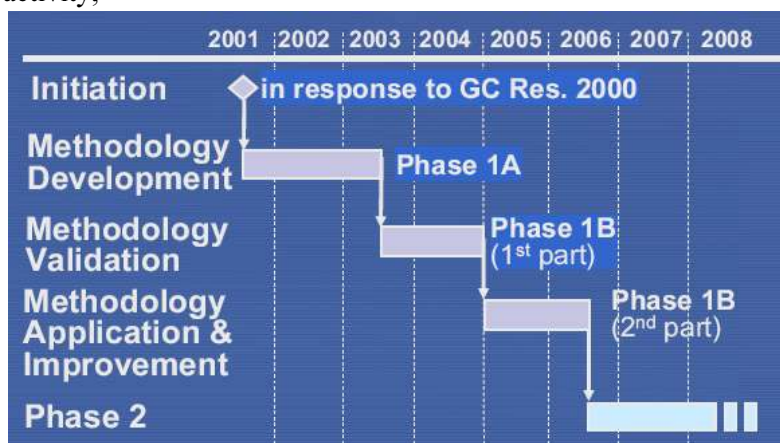 activity;
2001 2002 2003 2004 2005 2006 2007 2008
Initiation in response to GC Res. 2000
Methodology
Development
Phase 1A
Methodology
Validation
Phase 1B
(1st part)
Methodology
Application &
Improvement
Phase 1B
(2nd part)
Phase 2